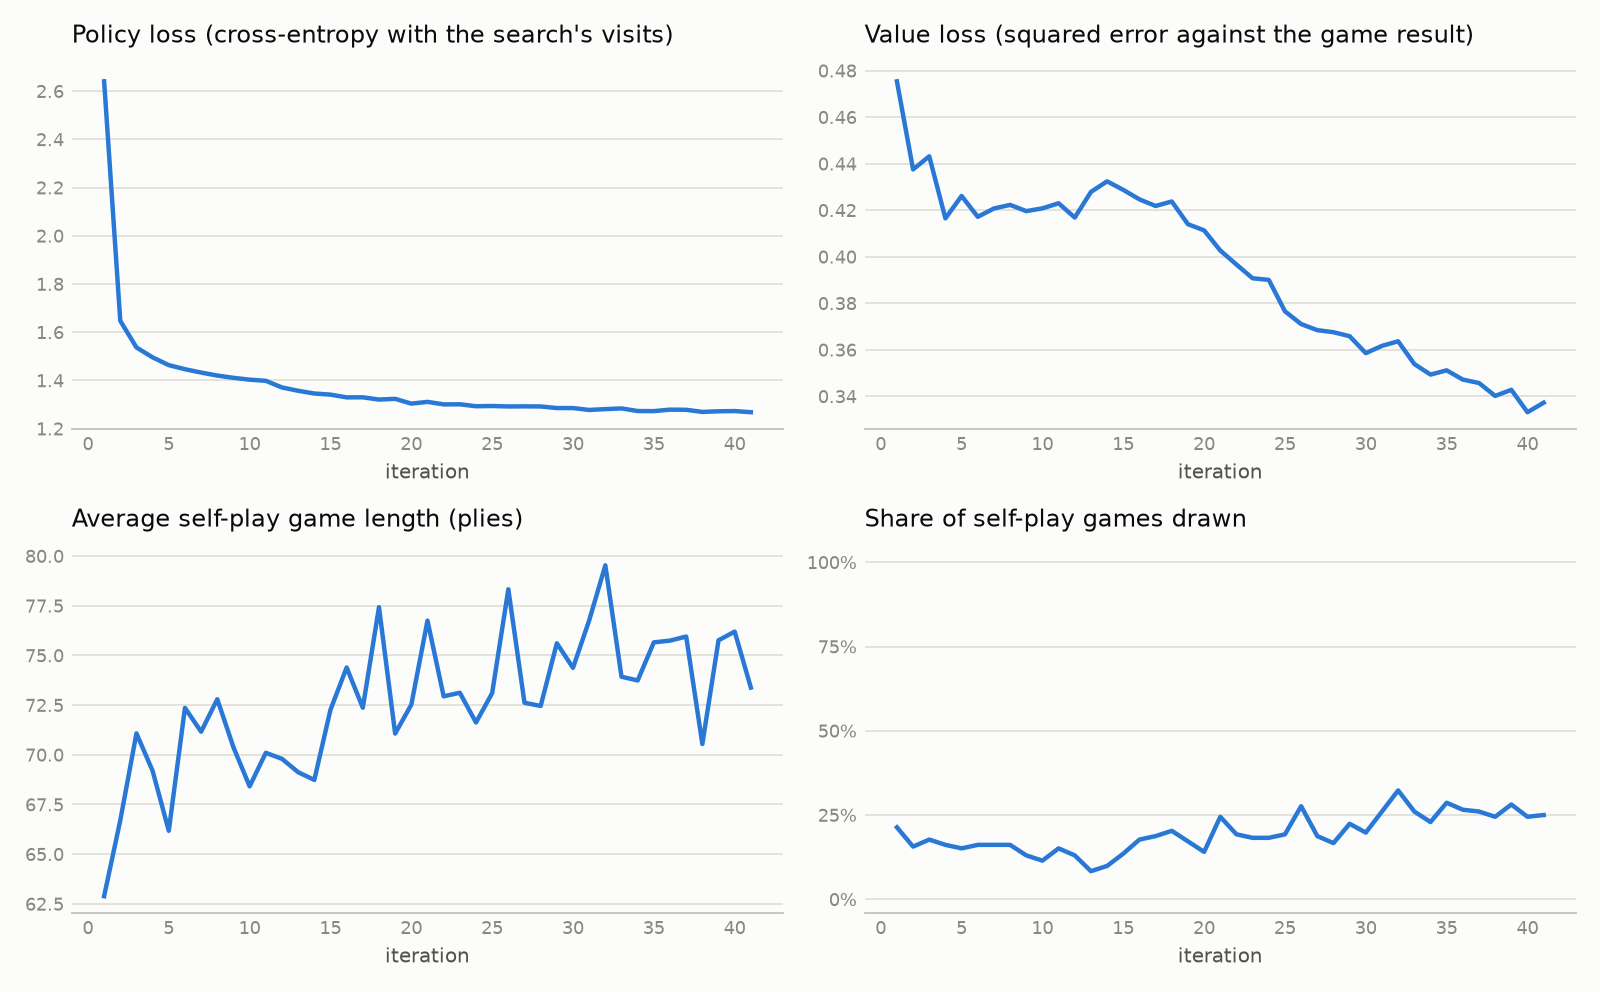 Policy loss (cross-entropy with the search's visits)
2.6
2.4
2.2
2.0
1.8
1.6
1.4
1.2
0 5 10 15 20 25 30 35 40
iteration
Value loss (squared error against the game result)
0.48
0.46
0.44
0.42
0.40
0.38
0.36
0.34
0 5 10 15 20 25 30 35 40
iteration
Average self-play game length (plies)
80.0
77.5
75.0
72.5
70.0
67.5
65.0
62.5
0 5 10 15 20 25 30 35 40
iteration
Share of self-play games drawn
100%
75%
50%
25%
0%
0 5 10 15 20 25 30 35 40
iteration